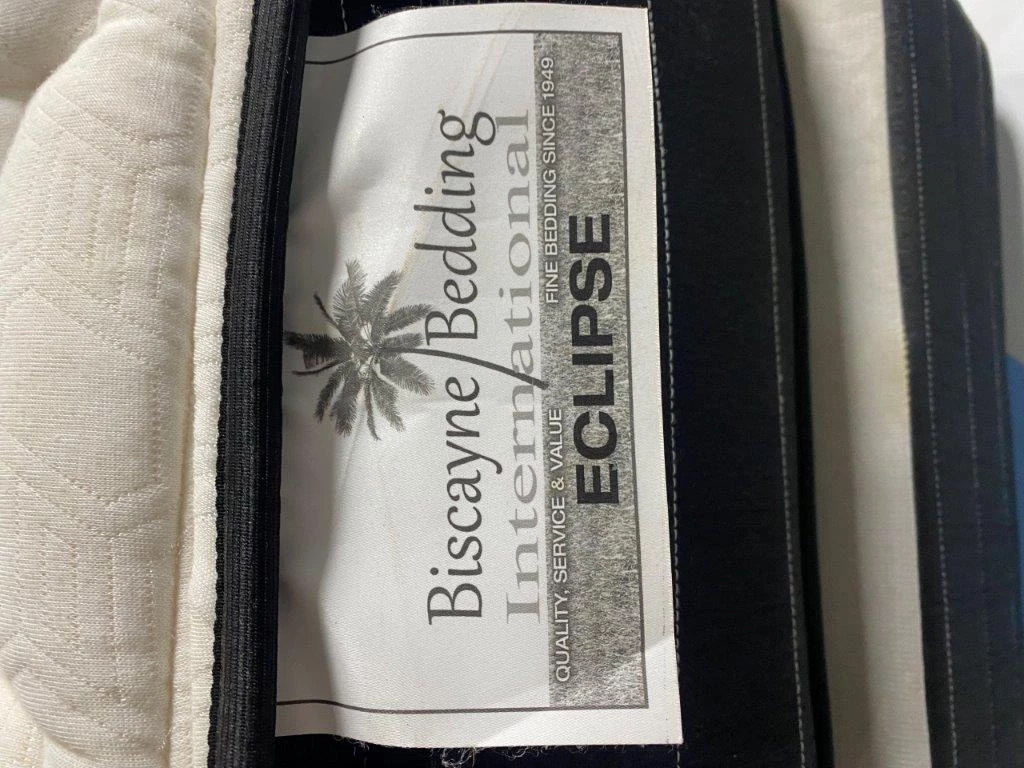 Biscayne Bedding
International
QUALITY, SERVICE & VALUE FINE BEDDING SINCE 1949
ECLIPSE